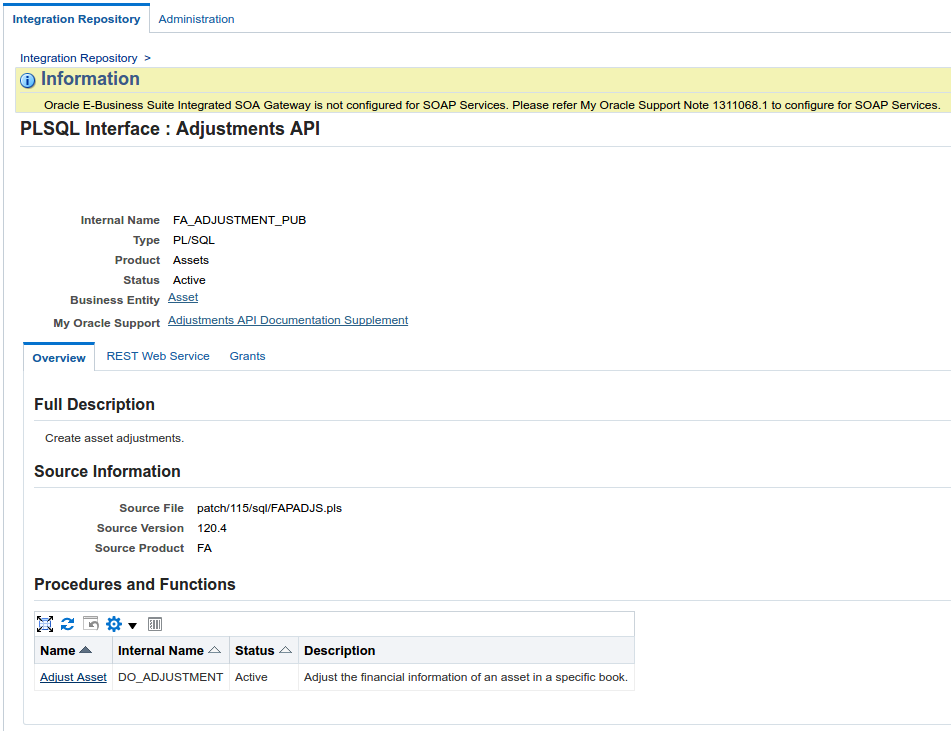 Integration Repository Administration
Integration Repository >
Information
Oracle E-Business Suite Integrated SOA Gateway is not configured for SOAP Services. Please refer My Oracle Support Note 1311068.1 to configure for SOAP Services.
PLSQL Interface : Adjustments API
Internal Name FA_ADJUSTMENT_PUB
Type PL/SQL
Product Assets
Status Active
Business Entity Asset
My Oracle Support Adjustments API Documentation Supplement
Overview REST Web Service Grants
Full Description
Create asset adjustments.
Source Information
Source File patch/115/sql/FAPADJS.pls
Source Version 120.4
Source Product FA
Procedures and Functions
Name Internal Name Status Description
Adjust Asset DO_ADJUSTMENT Active Adjust the financial information of an asset in a specific book.